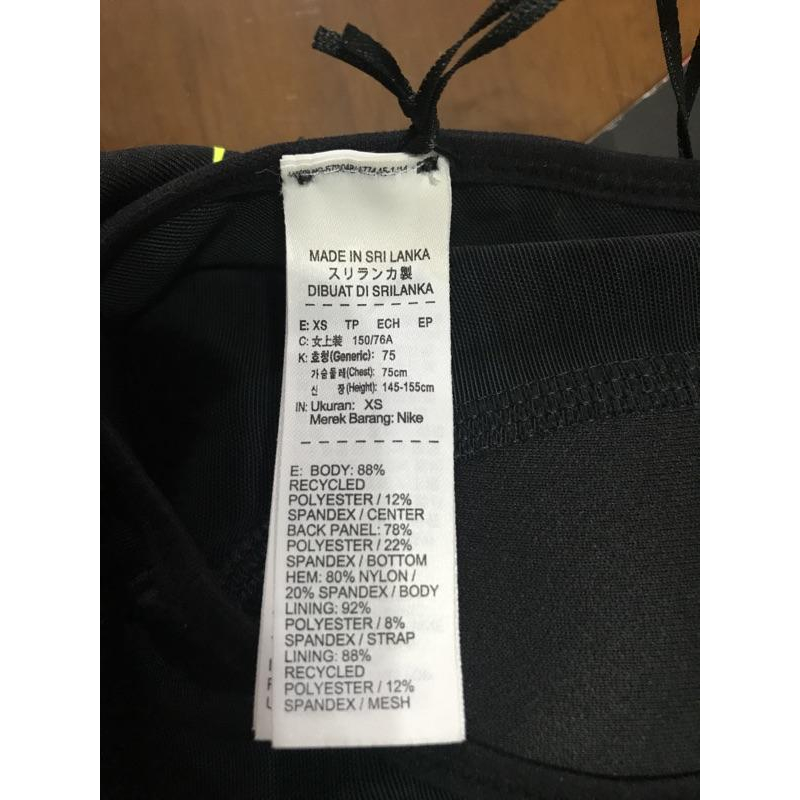 MADE IN SRI LANKA
スリランカ製
DIBUAT DI SRILANKA
E: XS TP ECH EP
C: 女上装 150/76A
K: 호칭(Generic): 75
가슴둘레(Chest): 75cm
신 장(Height): 145-155cm
IN: Ukuran: XS
Merek Barang: Nike
E: BODY: 88%
RECYCLED
POLYESTER / 12%
SPANDEX / CENTER
BACK PANEL: 78%
POLYESTER / 22%
SPANDEX / BOTTOM
HEM: 80% NYLON /
20% SPANDEX / BODY
LINING: 92%
POLYESTER / 8%
SPANDEX / STRAP
LINING: 88%
RECYCLED
POLYESTER / 12%
SPANDEX / MESH